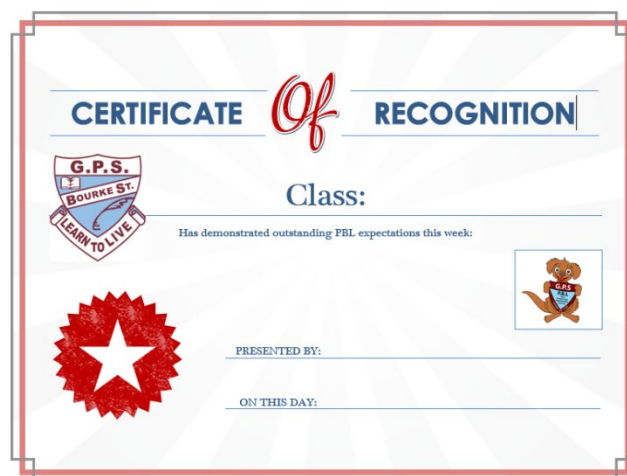 CERTIFICATE Of RECOGNITION
G.P.S.
BOURKE ST.
LEARN TO LIVE
Class:
Has demonstrated outstanding PBL expectations this week:
G.P.S
PBL
PRESENTED BY:
ON THIS DAY: